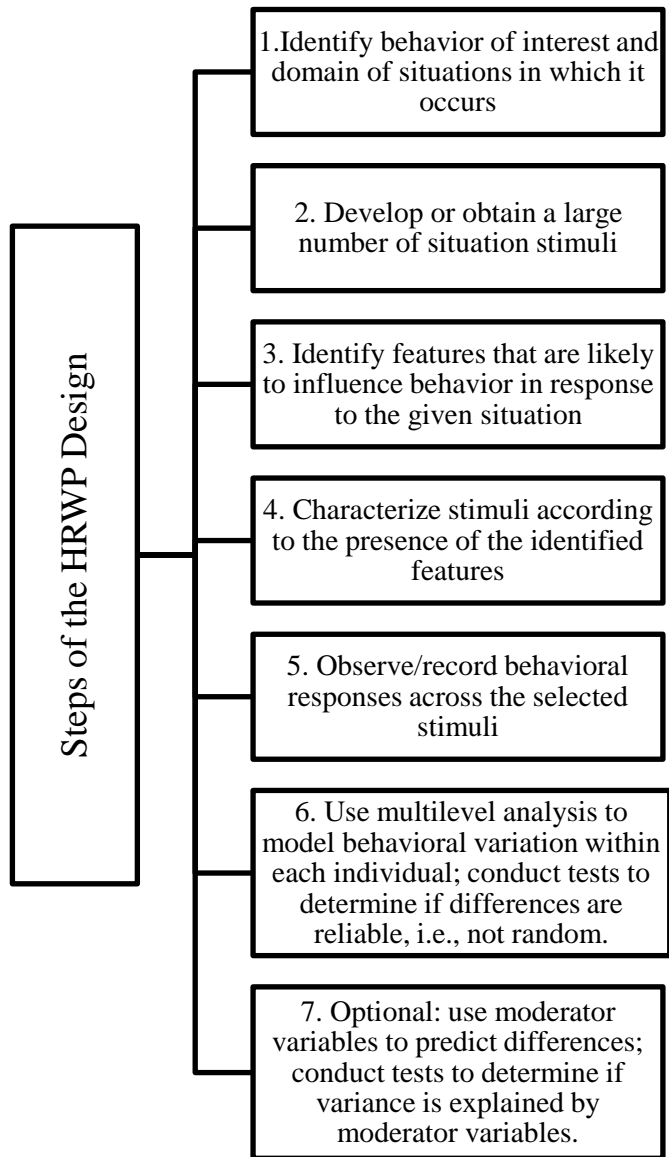 Steps of the HRWP Design
1.Identify behavior of interest and
domain of situations in which it
occurs
2. Develop or obtain a large
number of situation stimuli
3. Identify features that are likely
to influence behavior in response
to the given situation
4. Characterize stimuli according
to the presence of the identified
features
5. Observe/record behavioral
responses across the selected
stimuli
6. Use multilevel analysis to
model behavioral variation within
each individual; conduct tests to
determine if differences are
reliable, i.e., not random.
7. Optional: use moderator
variables to predict differences;
conduct tests to determine if
variance is explained by
moderator variables.